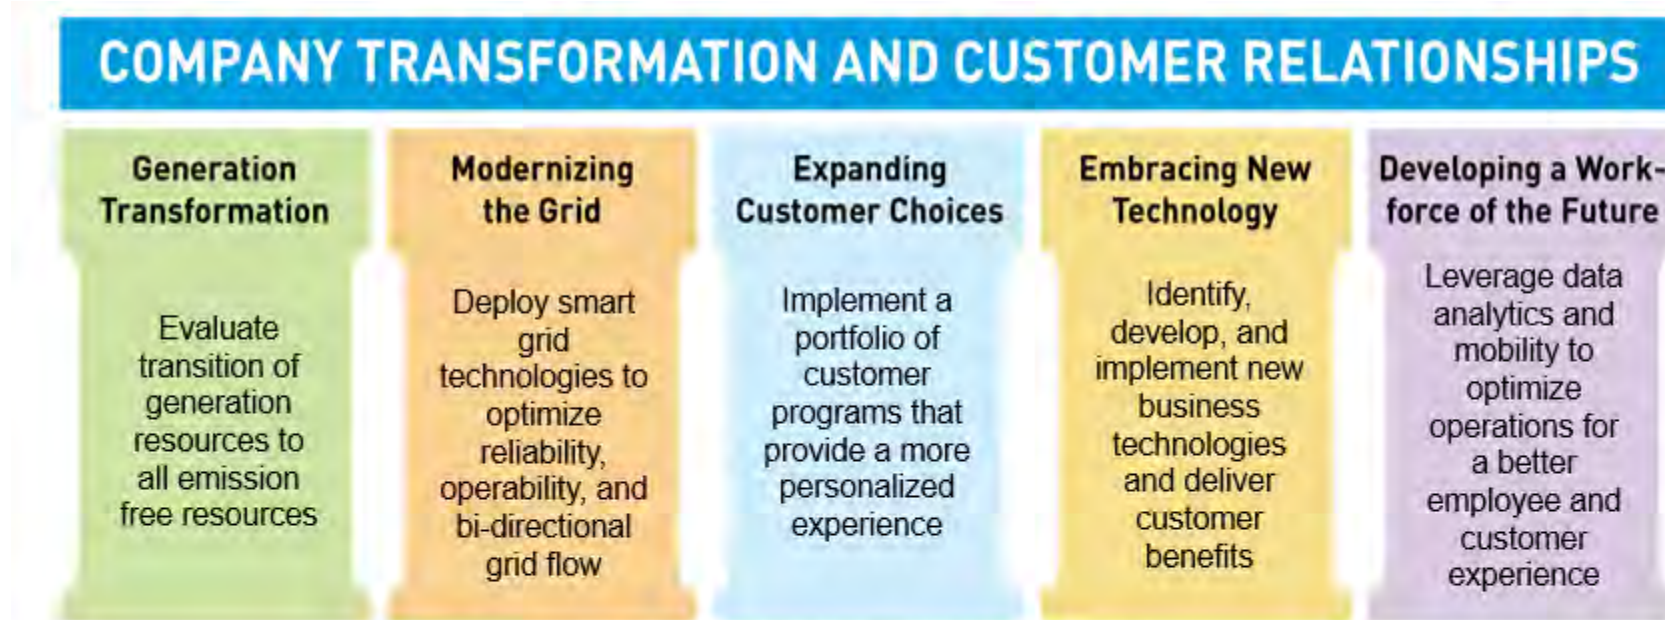 COMPANY TRANSFORMATION AND CUSTOMER RELATIONSHIPS
Generation
Transformation
Evaluate
transition of
generation
resources to
all emission
free resources
Modernizing
the Grid
Deploy smart
grid
technologies to
optimize
reliability,
operability, and
bi-directional
grid flow
Expanding
Customer Choices
Implement a
portfolio of
customer
programs that
provide a more
personalized
experience
Embracing New
Technology
Identify,
develop, and
implement new
business
technologies
and deliver
customer
benefits
Developing a Work-
force of the Future
Leverage data
analytics and
mobility to
optimize
operations for
a better
employee and
customer
experience